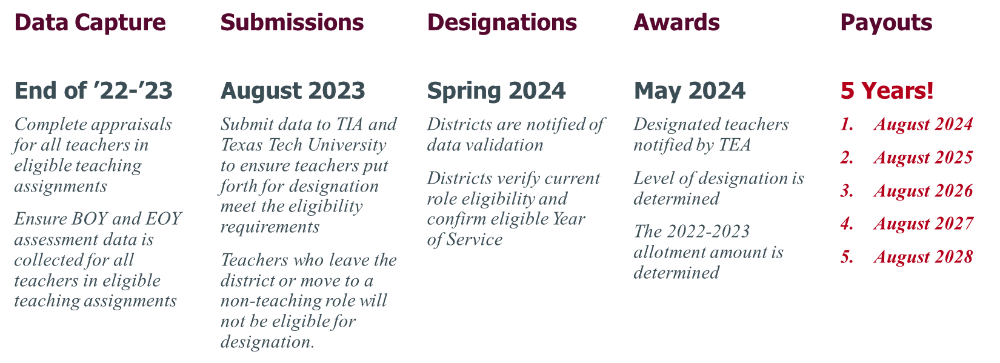 Data Capture
End of ’22-’23
Complete appraisals
for all teachers in
eligible teaching
assignments
Ensure BOY and EOY
assessment data is
collected for all
teachers in eligible
teaching assignments
Submissions
August 2023
Submit data to TIA and
Texas Tech University
to ensure teachers put
forth for designation
meet the eligibility
requirements
Teachers who leave the
district or move to a
non-teaching role will
not be eligible for
designation.
Designations
Spring 2024
Districts are notified of
data validation
Districts verify current
role eligibility and
confirm eligible Year
of Service
Awards
May 2024
Designated teachers
notified by TEA
Level of designation is
determined
The 2022-2023
allotment amount is
determined
Payouts
5 Years!
1. August 2024
2. August 2025
3. August 2026
4. August 2027
5. August 2028